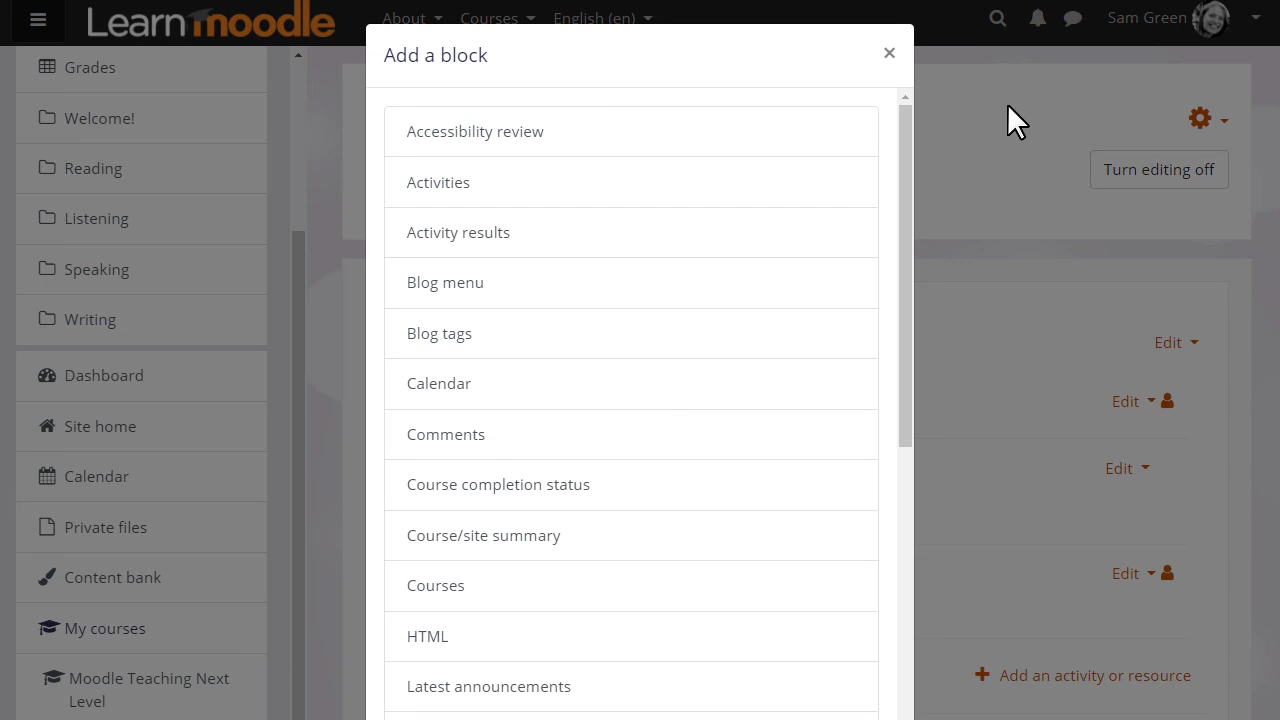 Learn moodle
About
Courses
English (en)
Sam Green
Grades
Welcome!
Reading
Listening
Speaking
Writing
Dashboard
Site home
Calendar
Private files
Content bank
My courses
Moodle Teaching Next
Level
Add a block
×
Accessibility review
Activities
Activity results
Blog menu
Blog tags
Calendar
Comments
Course completion status
Course/site summary
Courses
HTML
Latest announcements
Turn editing off
Edit
Edit
Edit
Edit
Add an activity or resource